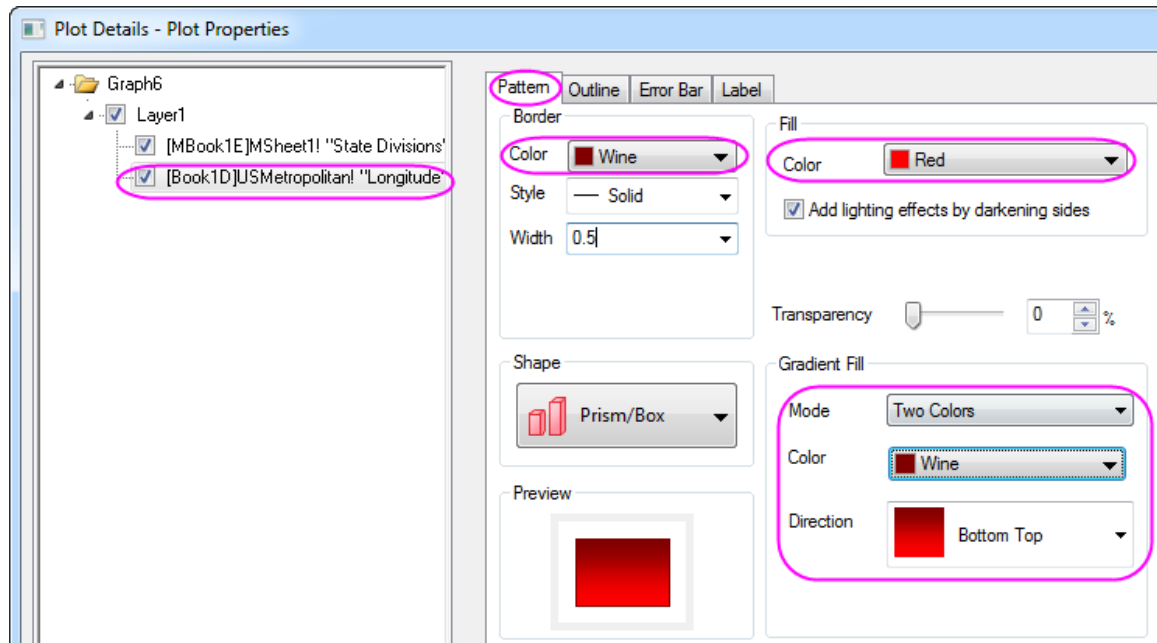 Plot Details - Plot Properties
Graph6
Layer1
[MBook1E]MSheet1! "State Divisions"
[Book1D]USMetropolitan! "Longitude"
Pattern
Outline
Error Bar
Label
Border
Color
Wine
Style
Solid
Width
0.5
Fill
Color
Red
Add lighting effects by darkening sides
Transparency
0
%
Shape
Prism/Box
Gradient Fill
Mode
Two Colors
Color
Wine
Direction
Bottom Top
Preview